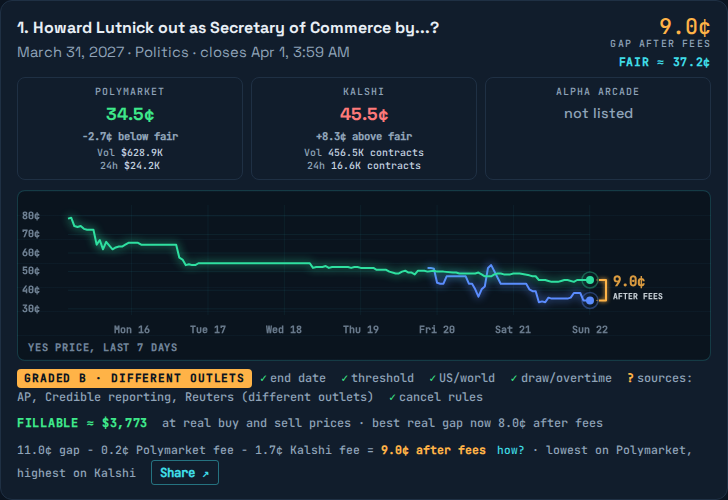 1. Howard Lutnick out as Secretary of Commerce by...?
9.0¢
March 31, 2027 · Politics · closes Apr 1, 3:59 AM
GAP AFTER FEES
FAIR ≈ 37.2¢
POLYMARKET
34.5¢
-2.7¢ below fair
Vol $628.9K
24h $24.2K
KALSHI
45.5¢
+8.3¢ above fair
Vol 456.5K contracts
24h 16.6K contracts
ALPHA ARCADE
not listed
80¢
70¢
60¢
50¢
40¢
30¢
9.0¢
AFTER FEES
Mon 16 Tue 17 Wed 18 Thu 19 Fri 20 Sat 21 Sun 22
YES PRICE, LAST 7 DAYS
GRADED B · DIFFERENT OUTLETS ✓ end date ✓ threshold ✓ US/world ✓ draw/overtime ? sources:
AP, Credible reporting, Reuters (different outlets) ✓ cancel rules
FILLABLE ≈ $3,773 at real buy and sell prices · best real gap now 8.0¢ after fees
11.0¢ gap - 0.2¢ Polymarket fee - 1.7¢ Kalshi fee = 9.0¢ after fees how? · lowest on Polymarket,
highest on Kalshi Share ↗